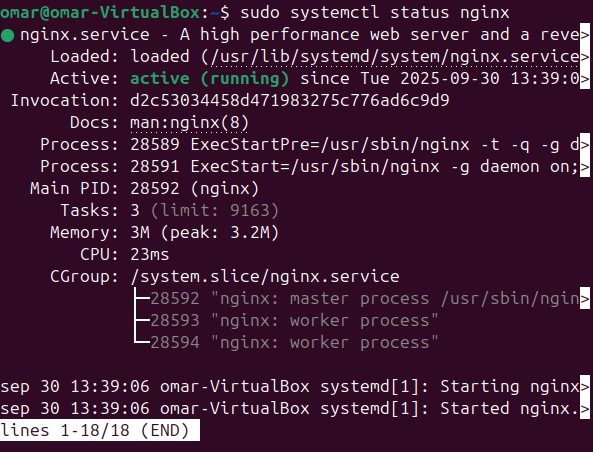 omar@omar-VirtualBox:~$ sudo systemctl status nginx
● nginx.service - A high performance web server and a reve>
Loaded: loaded (/usr/lib/systemd/system/nginx.service>
Active: active (running) since Tue 2025-09-30 13:39:0>
Invocation: d2c53034458d471983275c776ad6c9d9
Docs: man:nginx(8)
Process: 28589 ExecStartPre=/usr/sbin/nginx -t -q -g d>
Process: 28591 ExecStart=/usr/sbin/nginx -g daemon on;>
Main PID: 28592 (nginx)
Tasks: 3 (limit: 9163)
Memory: 3M (peak: 3.2M)
CPU: 23ms
CGroup: /system.slice/nginx.service
├─28592 "nginx: master process /usr/sbin/ngin>
├─28593 "nginx: worker process"
└─28594 "nginx: worker process"
sep 30 13:39:06 omar-VirtualBox systemd[1]: Starting nginx>
sep 30 13:39:06 omar-VirtualBox systemd[1]: Started nginx.>
lines 1-18/18 (END)